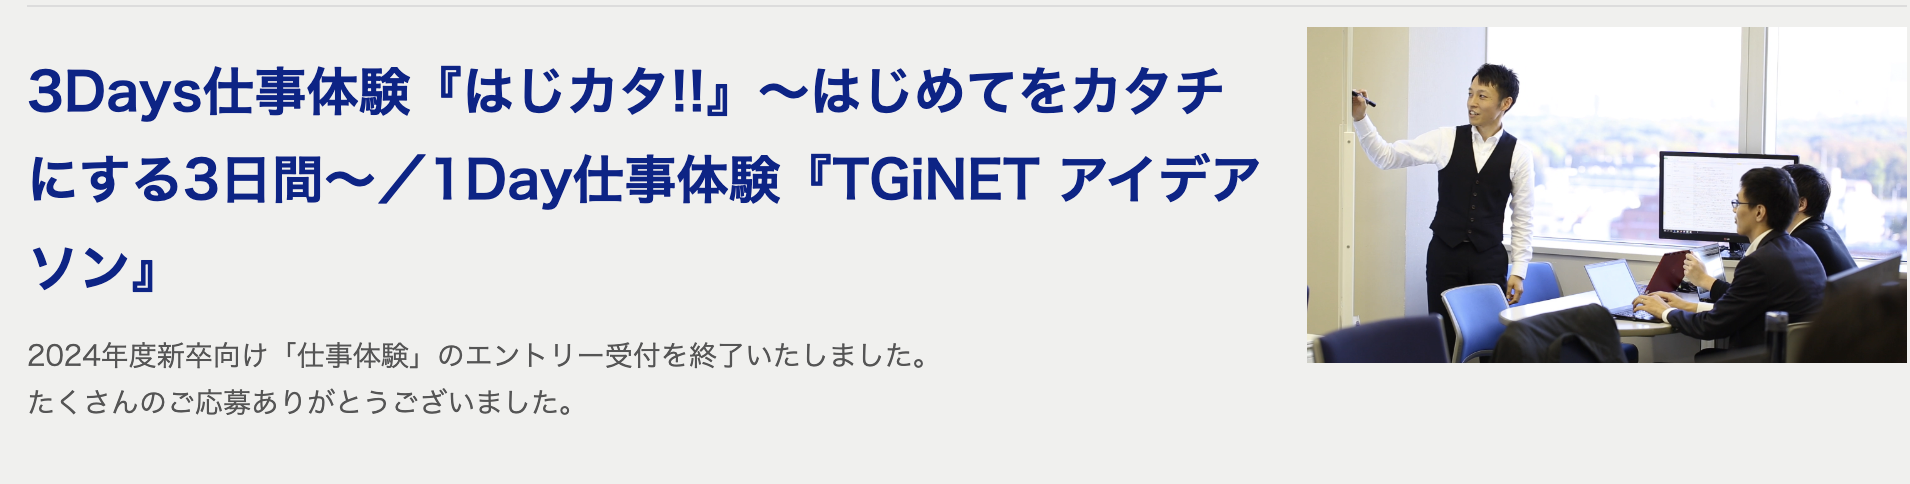 3Days仕事体験『はじカタ!!』～はじめてをカタチ
にする3日間～／1Day仕事体験『TGiNET アイデア
ソン』
2024年度新卒向け「仕事体験」のエントリー受付を終了いたしました。
たくさんのご応募ありがとうございました。